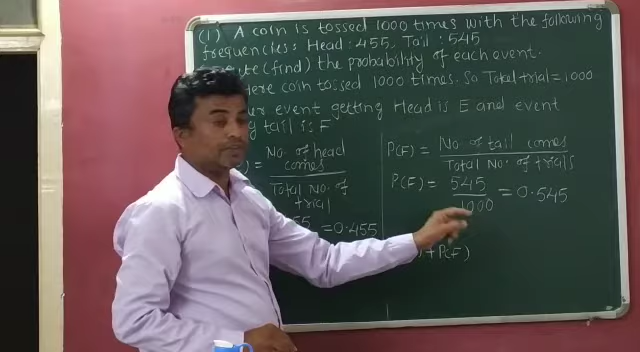 (1) A coin is tossed 1000 times with the following
frequencies: Head : 455, Tail : 545
(find) the probability of each event.
coin tossed 1000 times. So Total trial = 1000
event getting Head is E and event
tail is F
= No. of head comes / Total No. of trial
= 0.455
P(F) = No. of tail comes / Total No. of trials
P(F) = 545 / 1000 = 0.545
+ P(F)